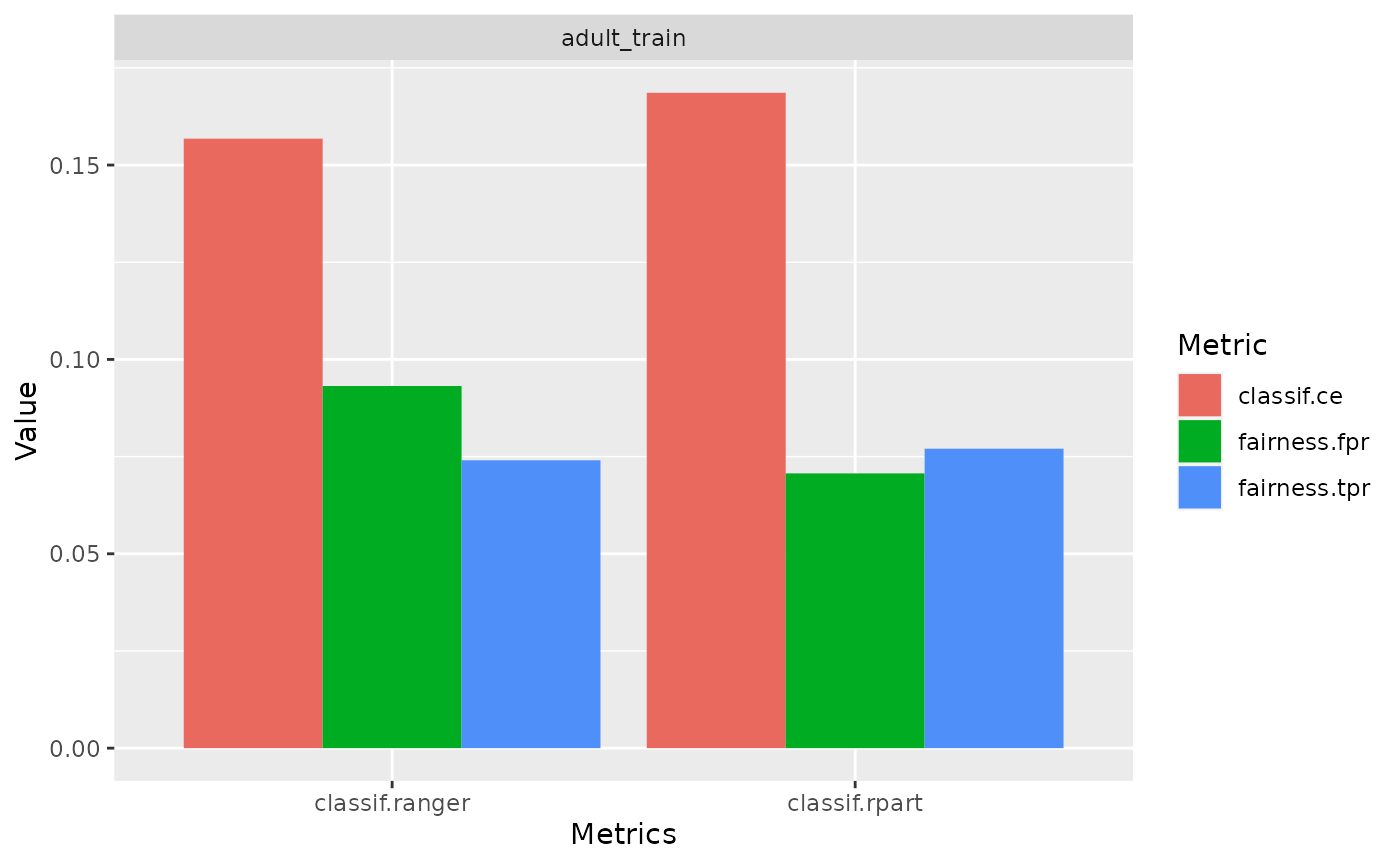 adult_train
0.15
0.10
0.05
0.00
Value
classif.ranger
classif.rpart
Metrics
Metric
classif.ce
fairness.fpr
fairness.tpr